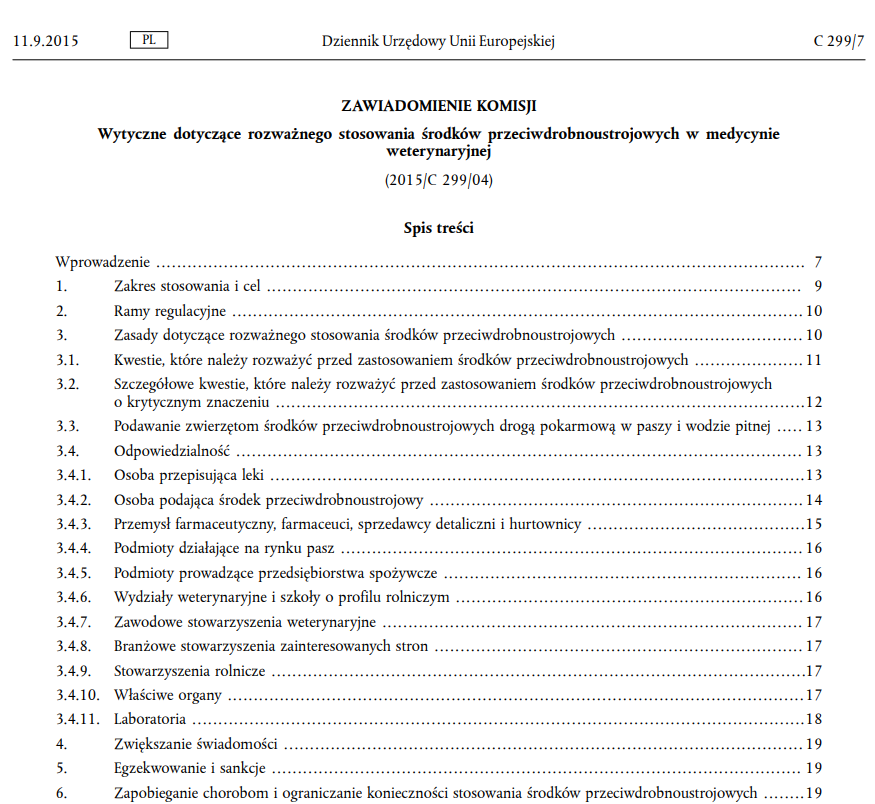 11.9.2015 PL Dziennik Urzędowy Unii Europejskiej C 299/7
ZAWIADOMIENIE KOMISJI
Wytyczne dotyczące rozważnego stosowania środków przeciwdrobnoustrojowych w medycynie
weterynaryjnej
(2015/C 299/04)
Spis treści
Wprowadzenie ........ 7
1. Zakres stosowania i cel ........ 9
2. Ramy regulacyjne ........ 10
3. Zasady dotyczące rozważnego stosowania środków przeciwdrobnoustrojowych ........ 10
3.1. Kwestie, które należy rozważyć przed zastosowaniem środków przeciwdrobnoustrojowych ........ 11
3.2. Szczegółowe kwestie, które należy rozważyć przed zastosowaniem środków przeciwdrobnoustrojowych
o krytycznym znaczeniu ........ 12
3.3. Podawanie zwierzętom środków przeciwdrobnoustrojowych drogą pokarmową w paszy i wodzie pitnej ..... 13
3.4. Odpowiedzialność ........ 13
3.4.1. Osoba przepisująca leki ........ 13
3.4.2. Osoba podająca środek przeciwdrobnoustrojowy ........ 14
3.4.3. Przemysł farmaceutyczny, farmaceuci, sprzedawcy detaliczni i hurtownicy ........ 15
3.4.4. Podmioty działające na rynku pasz ........ 16
3.4.5. Podmioty prowadzące przedsiębiorstwa spożywcze ........ 16
3.4.6. Wydziały weterynaryjne i szkoły o profilu rolniczym ........ 16
3.4.7. Zawodowe stowarzyszenia weterynaryjne ........ 17
3.4.8. Branżowe stowarzyszenia zainteresowanych stron ........ 17
3.4.9. Stowarzyszenia rolnicze ........ 17
3.4.10. Właściwe organy ........ 17
3.4.11. Laboratoria ........ 18
4. Zwiększanie świadomości ........ 19
5. Egzekwowanie i sankcje ........ 19
6. Zapobieganie chorobom i ograniczanie konieczności stosowania środków przeciwdrobnoustrojowych ........ 19